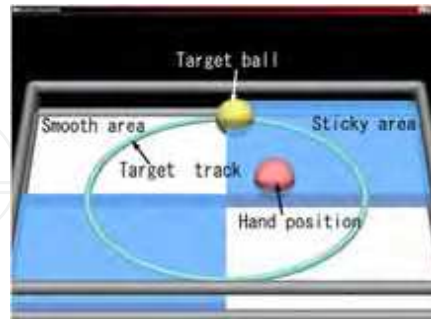 Target ball
Smooth area
Sticky area
Target track
Hand position